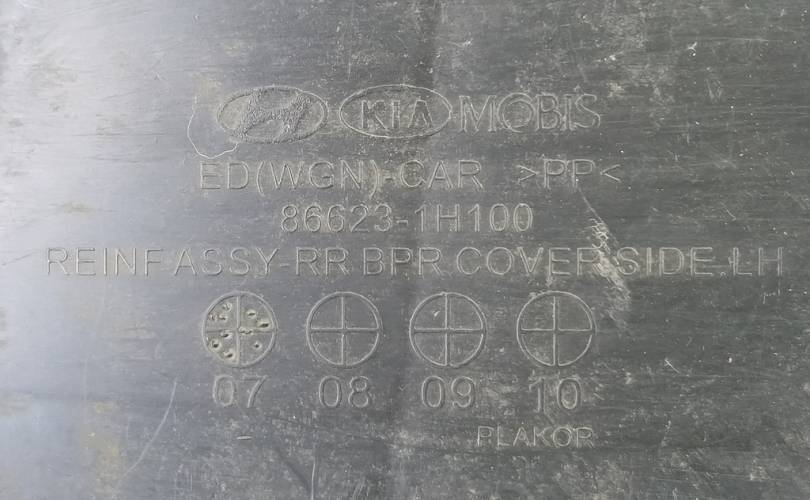 KIA MOBIS
ED(WGN)-CAR >PP<
86623-1H100
REINF ASSY-RR BPR COVER SIDE.LH
07 08 09 10
PLAKOR